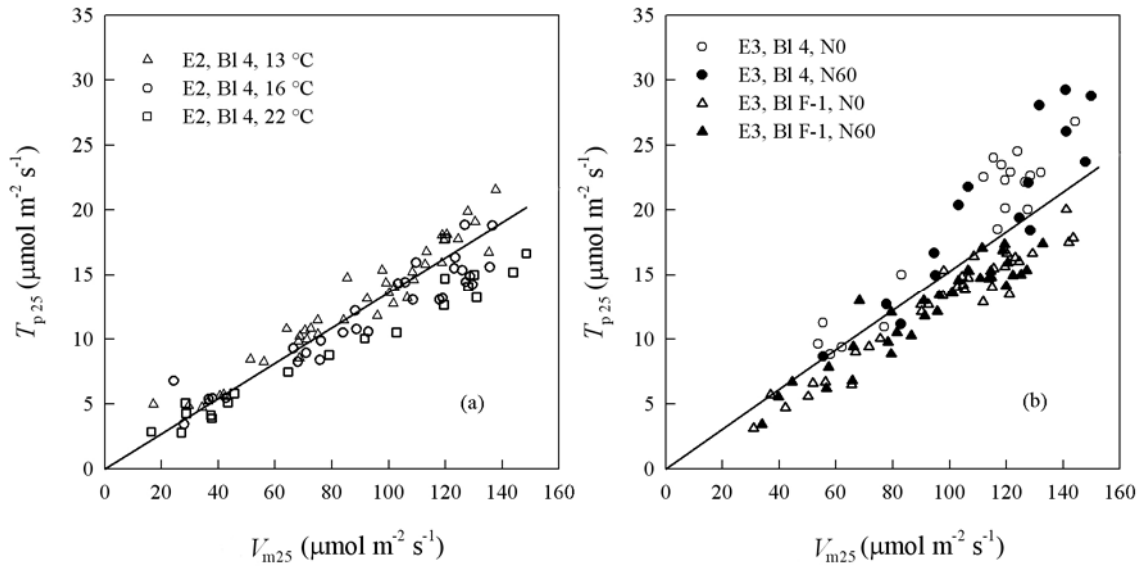 35
30
25
20
15
10
5
0
T p 25 (μmol m-2 s-1)
E2, Bl 4, 13 °C
E2, Bl 4, 16 °C
E2, Bl 4, 22 °C
(a)
0 20 40 60 80 100 120 140 160
Vm25 (μmol m-2 s-1)
35
30
25
20
15
10
5
0
T p 25 (μmol m-2 s-1)
E3, Bl 4, N0
E3, Bl 4, N60
E3, Bl F-1, N0
E3, Bl F-1, N60
(b)
0 20 40 60 80 100 120 140 160
Vm25 (μmol m-2 s-1)